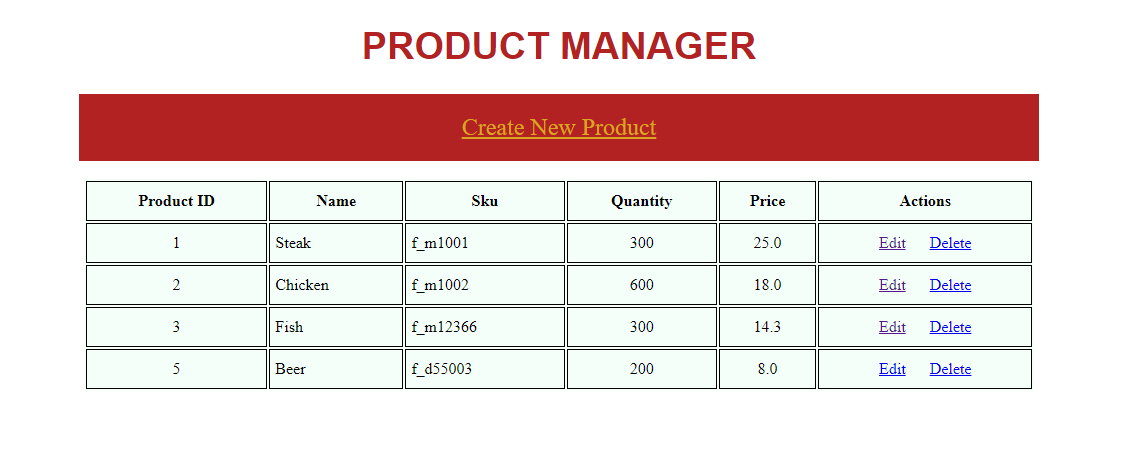 PRODUCT MANAGER
Create New Product
Product ID Name Sku Quantity Price Actions
1 Steak f_m1001 300 25.0 Edit Delete
2 Chicken f_m1002 600 18.0 Edit Delete
3 Fish f_m12366 300 14.3 Edit Delete
5 Beer f_d55003 200 8.0 Edit Delete